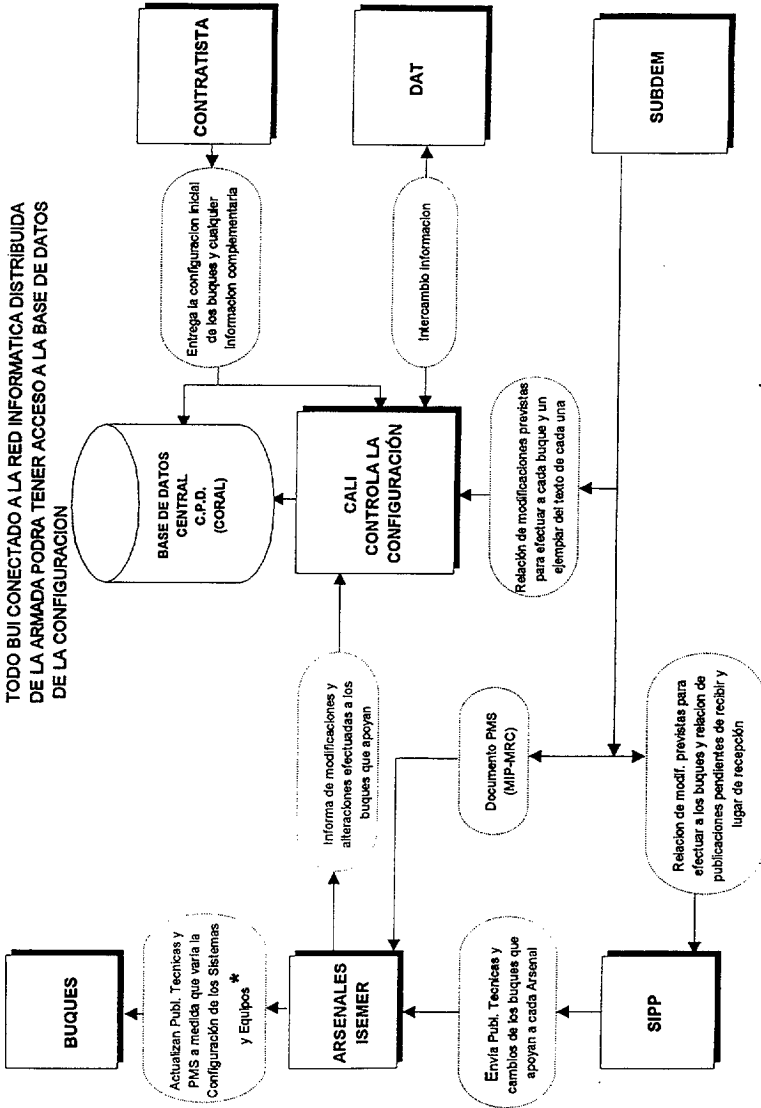 TODO BUI CONECTADO A LA RED INFORMATICA DISTRIBUIDA
DE LA ARMADA PODRA TENER ACCESO A LA BASE DE DATOS
DE LA CONFIGURACION
BUQUES
Actualizan Publ. Tecnicas y
PMS a medida que varía la
Configuración de los Sistemas
y Equipos *
ARSENALES
ISEMER
Envía Publ. Tecnicas y
cambios de los buques que
apoyan a cada Arsenal
SIPP
Informa de modificaciones y
alteraciones efectuadas a los
buques que apoyan
Documento PMS
(MIP-MRC)
Relacion de modif. previstas para
efectuar a los buques y relacion de
publicaciones pendientes de recibir y
lugar de recepción
BASE DE DATOS
CENTRAL
C.P.D.
(CORAL)
CALI
CONTROLA LA
CONFIGURACIÓN
Relación de modificaciones previstas
para efectuar a cada buque y un
ejemplar del texto de cada una
Entrega la configuracion inicial
de los buques y cualquier
Informacion complementaria
Intercambio informacion
CONTRATISTA
DAT
SUBDEM